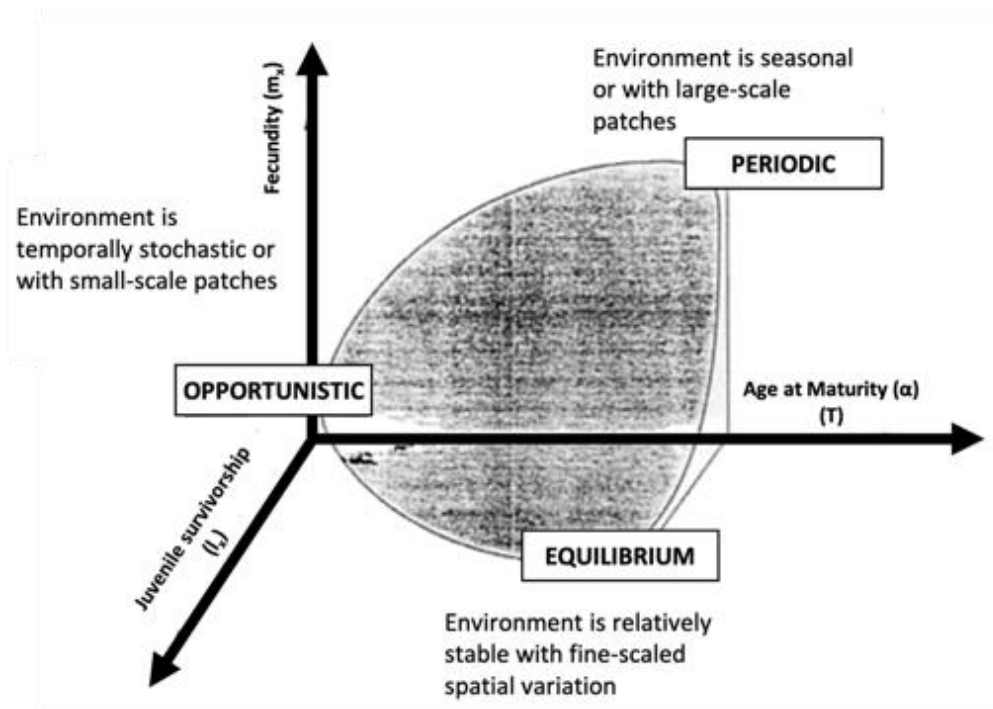 Fecundity (mₓ)
Environment is seasonal
or with large-scale
patches
PERIODIC
Environment is
temporally stochastic or
with small-scale patches
OPPORTUNISTIC
Age at Maturity (α)
(T)
Juvenile survivorship
(lₓ)
EQUILIBRIUM
Environment is relatively
stable with fine-scaled
spatial variation